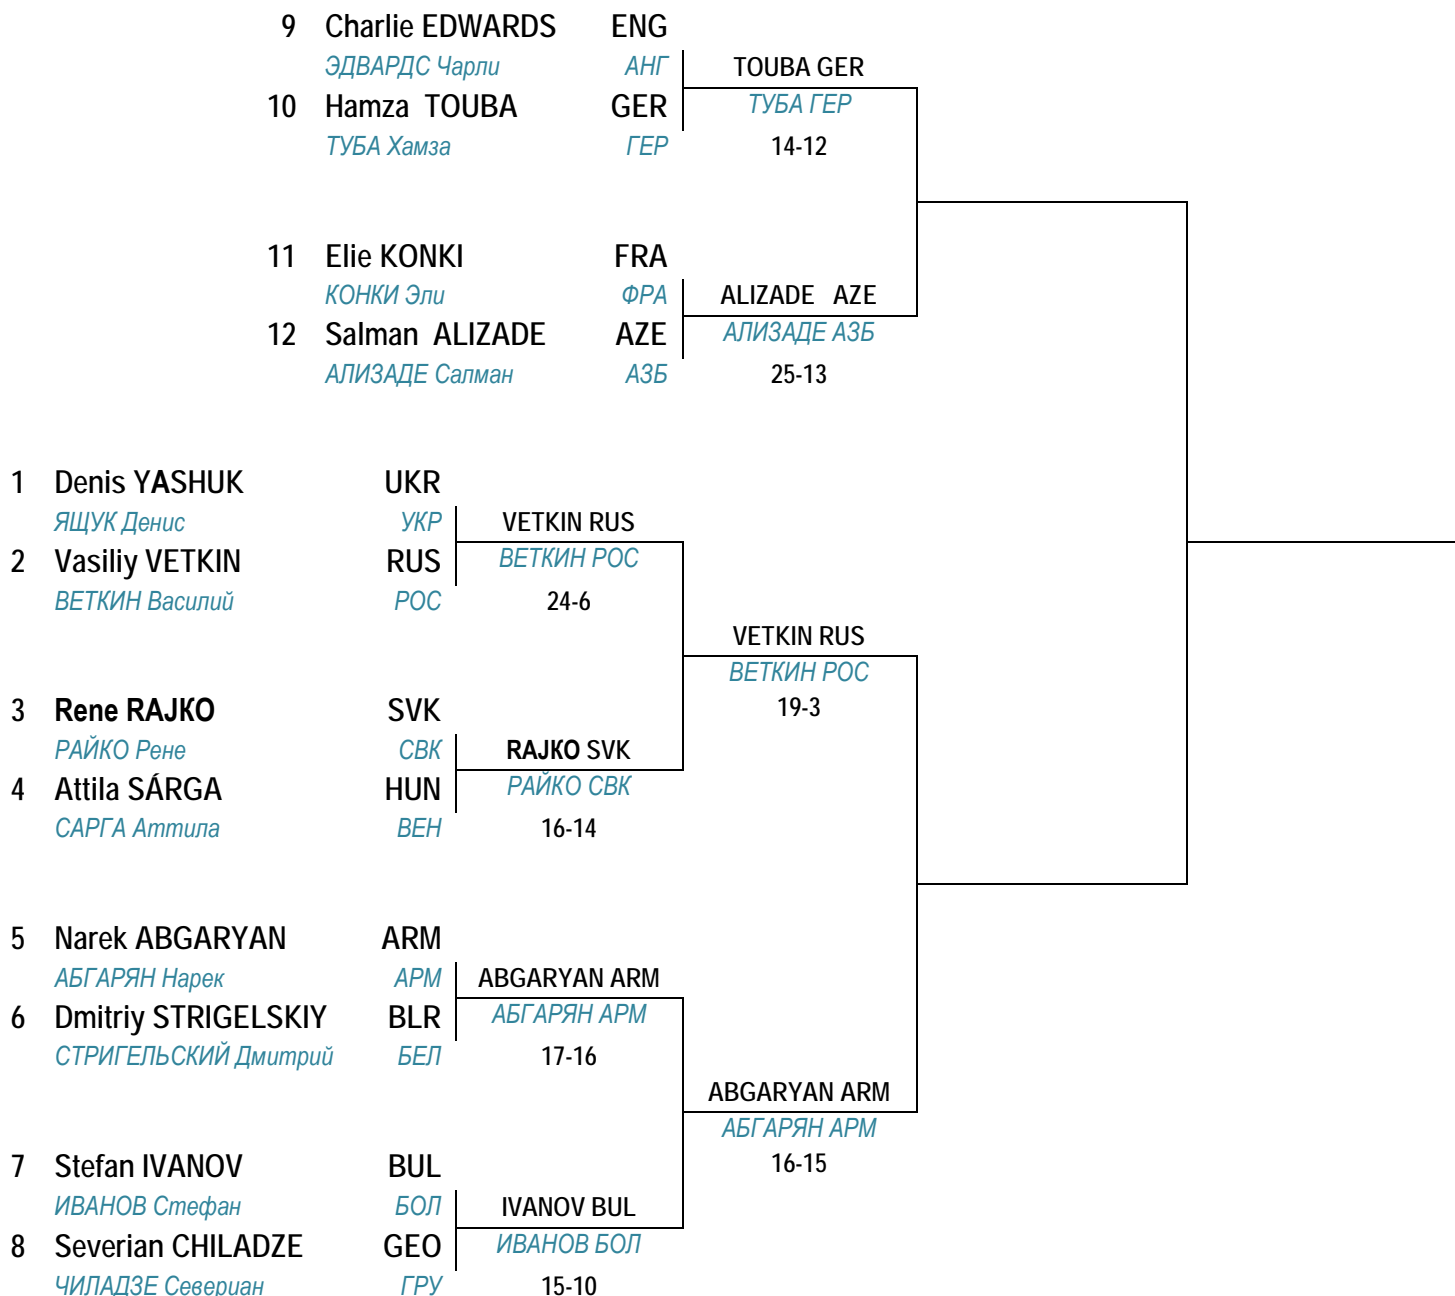 9 Charlie EDWARDS ENG
ЭДВАРДС Чарли АНГ TOUBA GER
10 Hamza TOUBA GER ТУБА ГЕР
ТУБА Хамза ГЕР 14-12
11 Elie KONKI FRA
КОНКИ Эли ФРА ALIZADE AZE
12 Salman ALIZADE AZE АЛИЗАДЕ АЗБ
АЛИЗАДЕ Салман АЗБ 25-13
1 Denis YASHUK UKR
ЯЩУК Денис УКР VETKIN RUS
2 Vasiliy VETKIN RUS ВЕТКИН РОС
ВЕТКИН Василий РОС 24-6
VETKIN RUS
ВЕТКИН РОС
3 Rene RAJKO SVK 19-3
РАЙКО Рене СВК RAJKO SVK
4 Attila SÁRGA HUN РАЙКО СВК
САРГА Аттила ВЕН 16-14
5 Narek ABGARYAN ARM
АБГАРЯН Нарек АРМ ABGARYAN ARM
6 Dmitriy STRIGELSKIY BLR АБГАРЯН АРМ
СТРИГЕЛЬСКИЙ Дмитрий БЕЛ 17-16
ABGARYAN ARM
АБГАРЯН АРМ
7 Stefan IVANOV BUL 16-15
ИВАНОВ Стефан БОЛ IVANOV BUL
8 Severian CHILADZE GEO ИВАНОВ БОЛ
ЧИЛАДЗЕ Севериан ГРУ 15-10